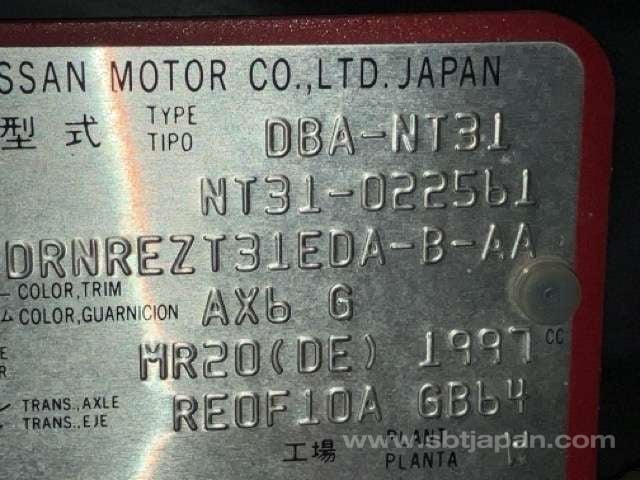 SSAN MOTOR CO.,LTD.JAPAN
型式 TYPE TIPO DBA-NT31
NT31-022561
DRNREZT31EDA-B-AA
COLOR,TRIM
ム COLOR,GUARNICION AX6 G
MR20(DE) 1997 CC
TRANS.,AXLE
TRANS.,EJE RE0F10A GB64
工場 PLANT PLANTA
www.sbtjapan.com